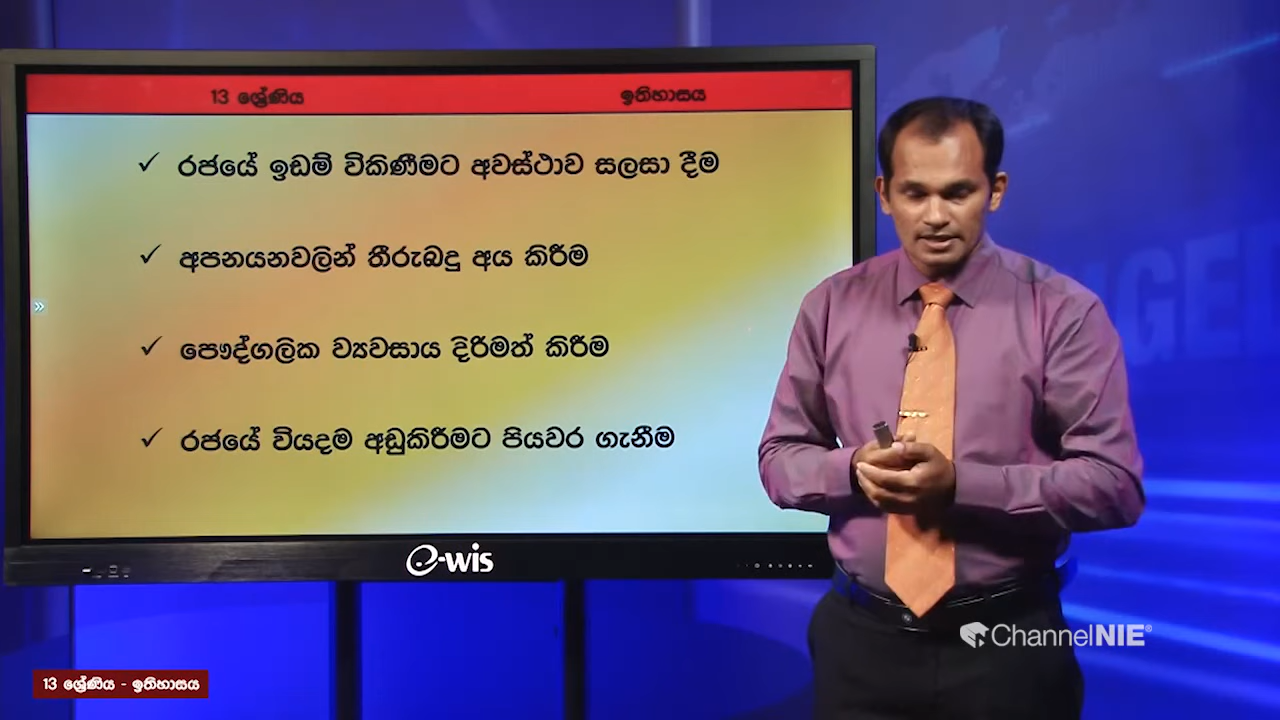 13 ශ්‍රේණිය ඉතිහාසය
✓ රජයේ ඉඩම් විකිණීමට අවස්ථාව සලසා දීම
✓ අපනයනවලින් තීරුබදු අය කිරීම
✓ පෞද්ගලික ව්‍යවසාය දිරිමත් කිරීම
✓ රජයේ වියදම අඩුකිරීමට පියවර ගැනීම
e-wis
ChannelNIE®
13 ශ්‍රේණිය - ඉතිහාසය